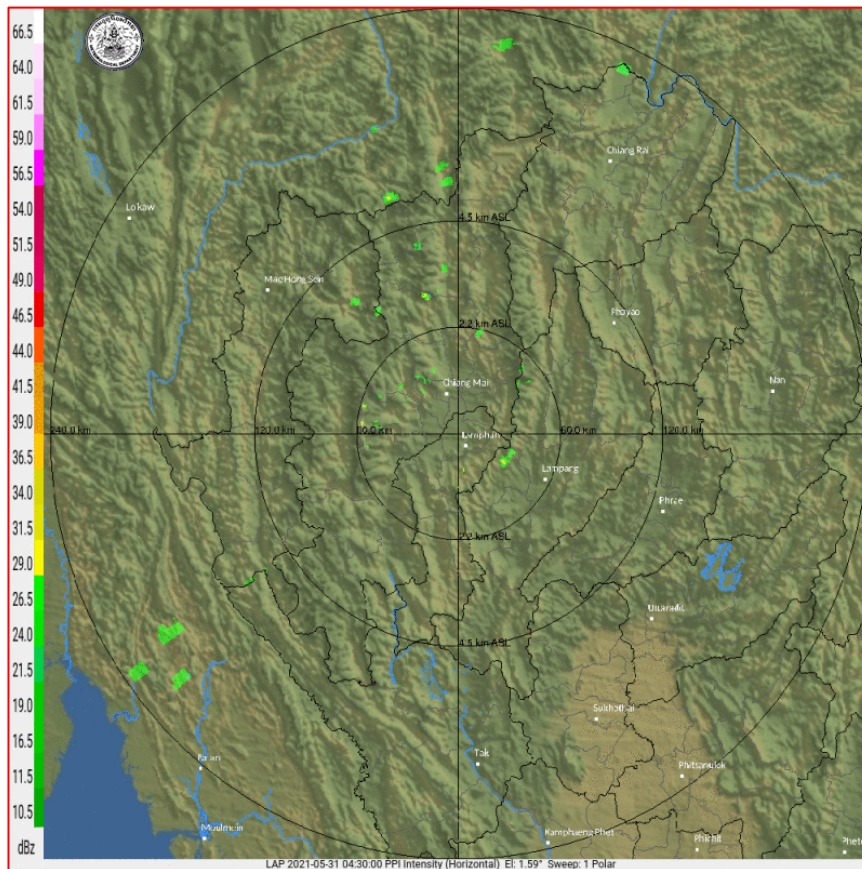 66.5
64.0
61.5
59.0
56.5
54.0
51.5
49.0
46.5
44.0
41.5
39.0
36.5
34.0
31.5
29.0
26.5
24.0
21.5
19.0
16.5
11.5
10.5
dBz
Chiang Rai
Loikaw
4.5 km ASL
Mae Hong Son
Phayao
2.2 km ASL
Chiang Mai
Nan
240.0 km
120.0 km
60.0 km
60.0 km
120.0 km
Lamphun
Lampang
Phrae
2.2 km ASL
Uttaradit
4.5 km ASL
Sukhothai
Tak
Pa'an
Phitsanulok
Moulmein
Kamphaeng Phet
Phichit
LAP 2021-05-31 04:30:00 PPI Intensity (Horizontal) El: 1.59° Sweep: 1 Polar